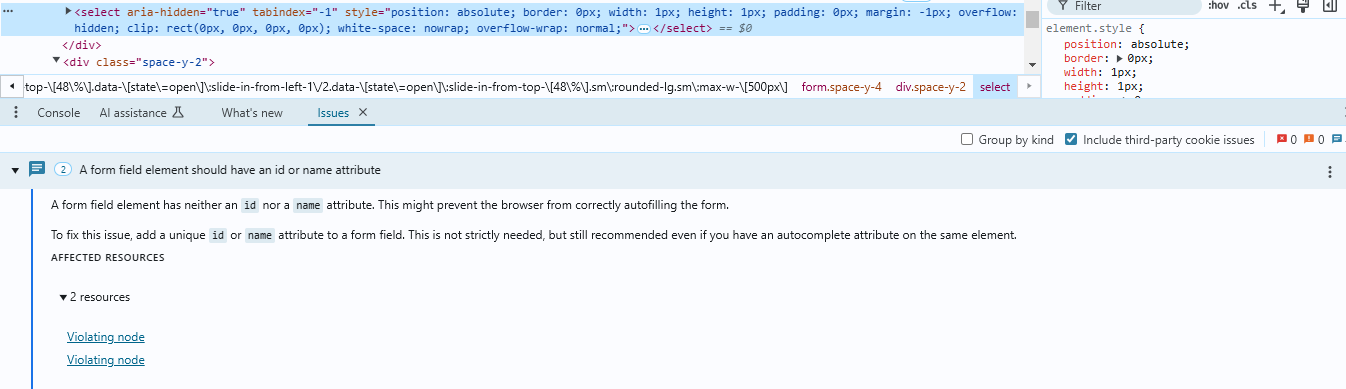 <select aria-hidden="true" tabindex="-1" style="position: absolute; border: 0px; width: 1px; height: 1px; padding: 0px; margin: -1px; overflow:
hidden; clip: rect(0px, 0px, 0px, 0px); white-space: nowrap; overflow-wrap: normal;">…</select> == $0
</div>
<div class="space-y-2">
Filter
:hov .cls
element.style {
position: absolute;
border: 0px;
width: 1px;
height: 1px;
top-\[48\%\].data-\[state\=open\]\:slide-in-from-left-1\/2.data-\[state\=open\]\:slide-in-from-top-\[48\%\].sm\:rounded-lg.sm\:max-w-\[500px\] form.space-y-4 div.space-y-2 select
Console AI assistance What's new Issues
Group by kind Include third-party cookie issues 0 0
2 A form field element should have an id or name attribute
A form field element has neither an id nor a name attribute. This might prevent the browser from correctly autofilling the form.
To fix this issue, add a unique id or name attribute to a form field. This is not strictly needed, but still recommended even if you have an autocomplete attribute on the same element.
AFFECTED RESOURCES
2 resources
Violating node
Violating node